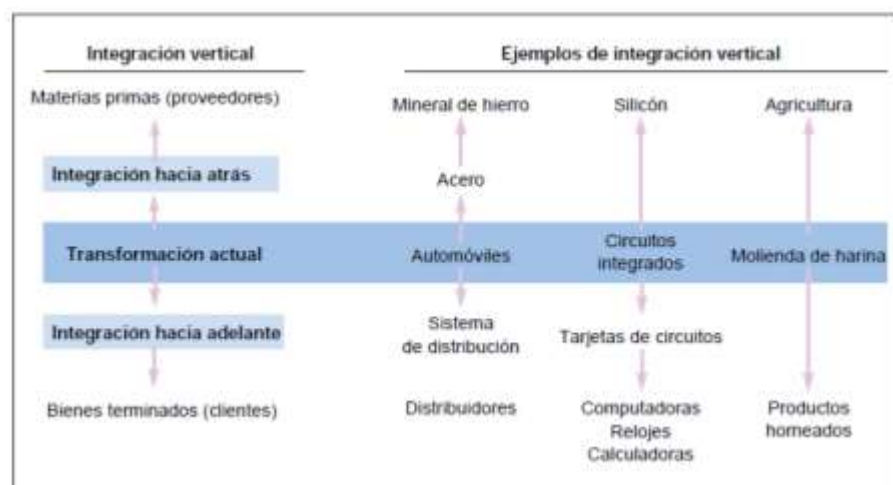 Integración vertical
Ejemplos de integración vertical
Materias primas (proveedores)
Mineral de hierro
Silicón
Agricultura
Integración hacia atrás
Acero
Transformación actual
Automóviles
Circuitos
integrados
Molienda de harina
Integración hacia adelante
Sistema
de distribución
Tarjetas de circuitos
Bienes terminados (clientes)
Distribuidores
Computadoras
Relojes
Calculadoras
Productos
horneados